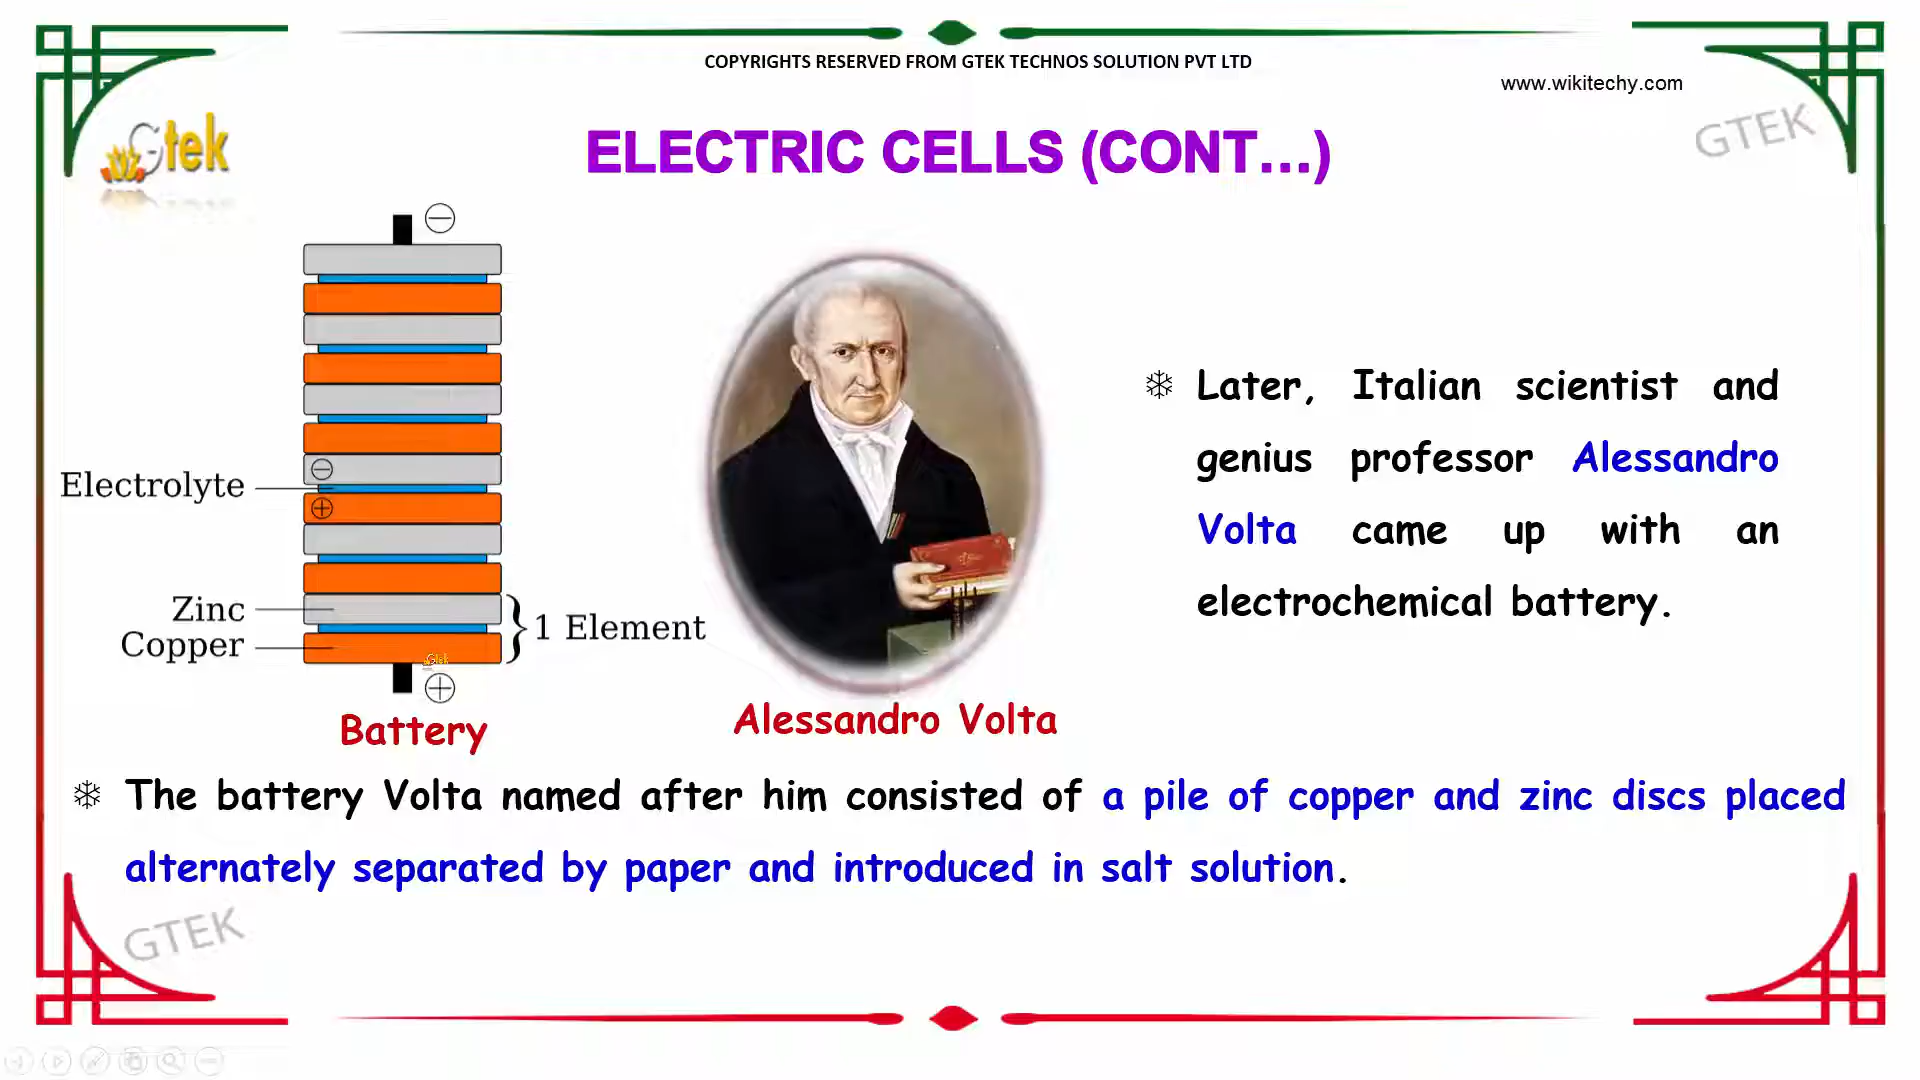 COPYRIGHTS RESERVED FROM GTEK TECHNOS SOLUTION PVT LTD
www.wikitechy.com
Gtek
GTEK
ELECTRIC CELLS (CONT...)
Electrolyte
Zinc
Copper
1 Element
Gtek
Battery
Alessandro Volta
Later, Italian scientist and
genius professor Alessandro
Volta came up with an
electrochemical battery.
The battery Volta named after him consisted of a pile of copper and zinc discs placed
alternately separated by paper and introduced in salt solution.
GTEK